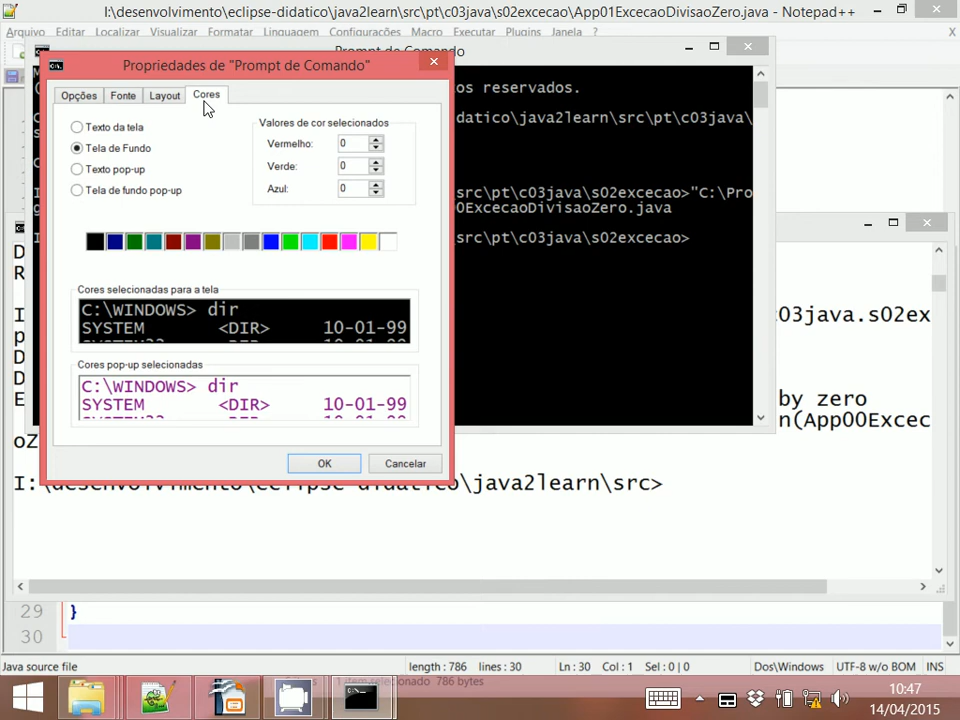 I:\desenvolvimento\eclipse-didatico\java2learn\src\pt\c03java\s02excecao\App01ExcecaoDivisaoZero.java - Notepad++
Arquivo Editar Localizar Visualizar Formatar Linguagem Configurações Macro Executar Plugins Janela ?
Prompt de Comando
Propriedades de "Prompt de Comando"
Opções Fonte Layout Cores
Texto da tela
Tela de Fundo
Texto pop-up
Tela de fundo pop-up
Valores de cor selecionados
Vermelho: 0
Verde: 0
Azul: 0
Cores selecionadas para a tela
C:\WINDOWS> dir
SYSTEM <DIR> 10-01-99
Cores pop-up selecionadas
C:\WINDOWS> dir
SYSTEM <DIR> 10-01-99
OK Cancelar
os reservados.
datico\java2learn\src\pt\c03java\
src\pt\c03java\s02excecao>"C:\Pro
0ExcecaoDivisaoZero.java
src\pt\c03java\s02excecao>
03java.s02ex
by zero
n(App00Excec
oZ
I:\desenvolvimento\eclipse-didatico\java2learn\src>
29 }
30
Java source file length : 786 lines : 30 Ln : 30 Col : 1 Sel : 0 | 0 Dos\Windows UTF-8 w/o BOM INS
1 item selecionado 786 bytes
10:47
14/04/2015